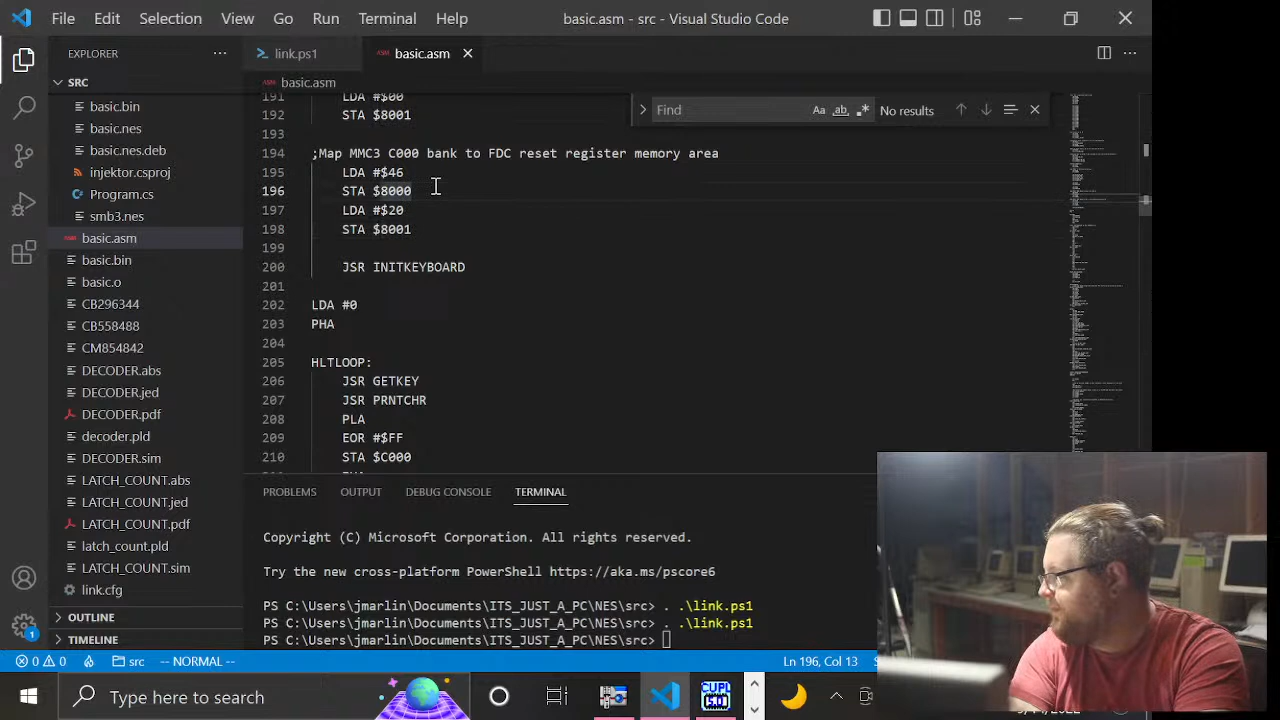 File Edit Selection View Go Run Terminal Help basic.asm - src - Visual Studio Code
EXPLORER ... link.ps1 basic.asm
SRC basic.asm
basic.bin
basic.nes
basic.nes.deb
injekter.csproj
Program.cs
smb3.nes
basic.asm
basic.bin
basic.o
CB296344
CB558488
CM854842
DECODER.abs
DECODER.jed
DECODER.pdf
decoder.pld
DECODER.sim
LATCH_COUNT.abs
LATCH_COUNT.jed
LATCH_COUNT.pdf
latch_count.pld
LATCH_COUNT.sim
link.cfg
OUTLINE
TIMELINE
Find Aa ab .* No results
191 LDA #$00
192 STA $8001
193
194 ;Map MMC3 bank to FDC reset register memory area
195 LDA #$46
196 STA $8000
197 LDA #$20
198 STA $8001
199
200 JSR INITKEYBOARD
201
202 LDA #0
203 PHA
204
205 HLTLOOP:
206 JSR GETKEY
207 JSR PRNTCHR
208 PLA
209 EOR #$FF
210 STA $C000
PROBLEMS OUTPUT DEBUG CONSOLE TERMINAL
Copyright (C) Microsoft Corporation. All rights reserved.
Try the new cross-platform PowerShell https://aka.ms/pscore6
PS C:\Users\jmarlin\Documents\ITS_JUST_A_PC\NES\src> . .\link.ps1
PS C:\Users\jmarlin\Documents\ITS_JUST_A_PC\NES\src> . .\link.ps1
PS C:\Users\jmarlin\Documents\ITS_JUST_A_PC\NES\src>
1
0 0 src -- NORMAL -- Ln 196, Col 13
Type here to search CUPL 5.0